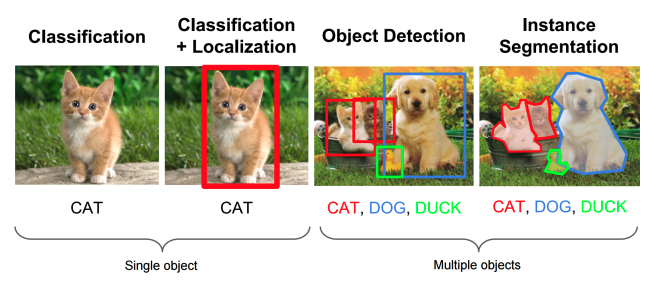 Classification
Classification
+ Localization
Object Detection
Instance
Segmentation
CAT
CAT
CAT, DOG, DUCK
CAT, DOG, DUCK
Single object
Multiple objects